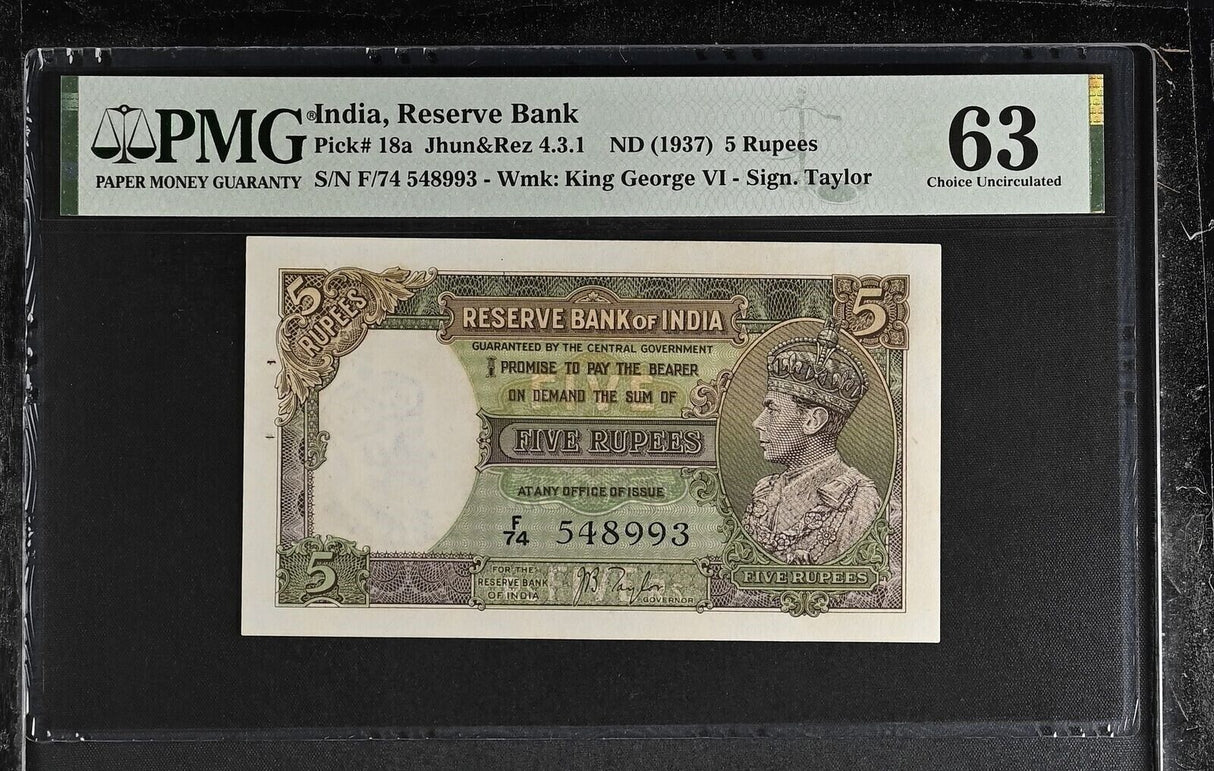 PMG®
PAPER MONEY GUARANTY
India, Reserve Bank
Pick# 18a Jhun&Rez 4.3.1 ND (1937) 5 Rupees
S/N F/74 548993 - Wmk: King George VI - Sign. Taylor
63
Choice Uncirculated
5
RUPEES
RESERVE BANK OF INDIA
5
GUARANTEED BY THE CENTRAL GOVERNMENT
I PROMISE TO PAY THE BEARER
FIVE
ON DEMAND THE SUM OF
FIVE RUPEES
AT ANY OFFICE OF ISSUE
F
74 548993
5
FOR THE
RESERVE BANK
OF INDIA
JB Taylor
GOVERNOR
FIVE RUPEES